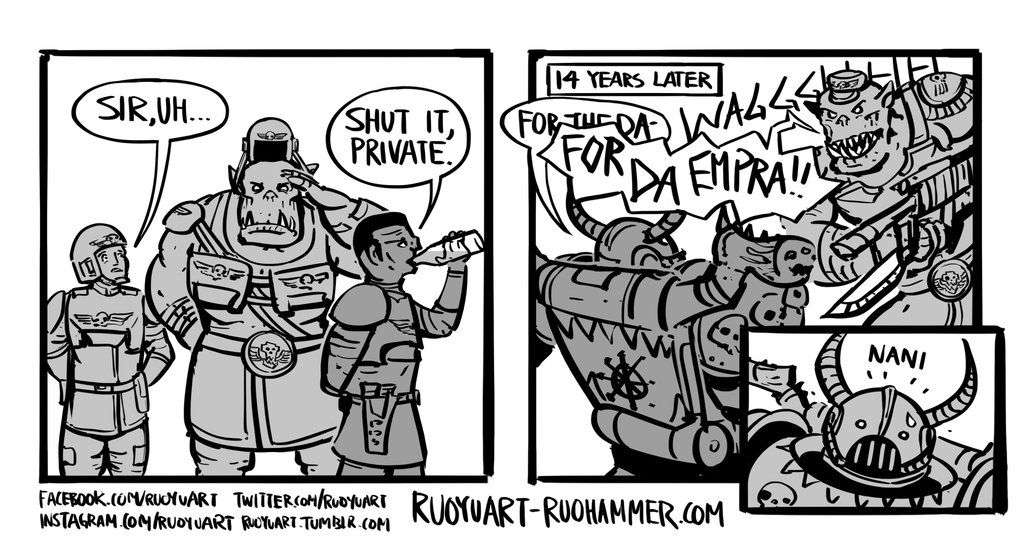 SIR, UH...
SHUT IT,
PRIVATE.
14 YEARS LATER
FOR THE DA-
WAGGGG
FOR
DA EMPRA!!
NANI
FACEBOOK.COM/RUOYUART TWITTER.COM/RUOYUART
INSTAGRAM.COM/RUOYUART RUOYUART.TUMBLR.COM
RUOYUART-RUOHAMMER.COM